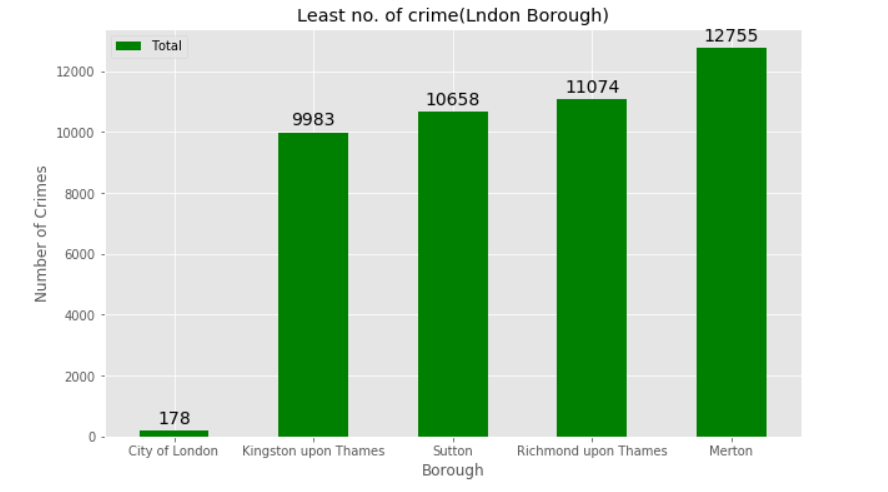 Least no. of crime(Lndon Borough)
Total
12755
11074
10658
9983
178
12000
10000
8000
6000
4000
2000
0
Number of Crimes
City of London Kingston upon Thames Sutton Richmond upon Thames Merton
Borough